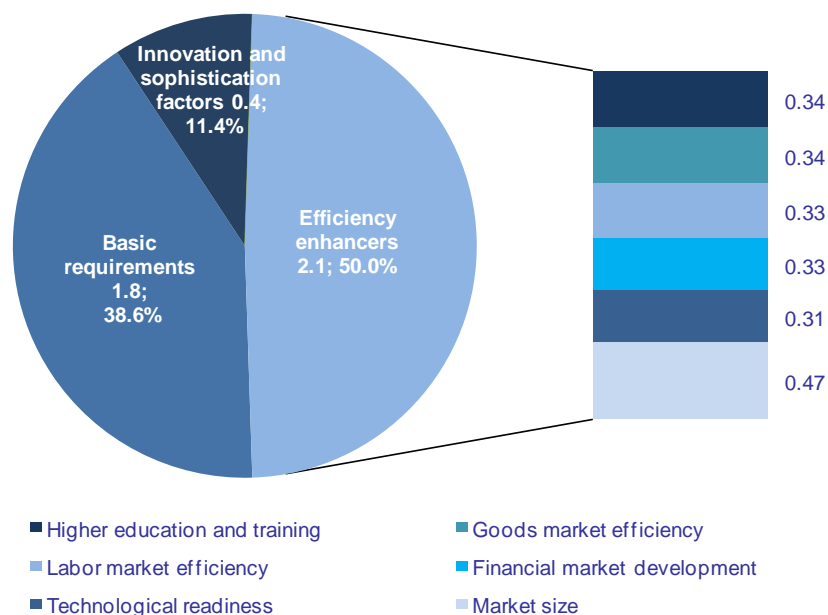 Innovation and
sophistication
factors 0.4;
11.4%
Efficiency
enhancers
2.1; 50.0%
Basic
requirements
1.8;
38.6%
0.34
0.34
0.33
0.33
0.31
0.47
Higher education and training
Goods market efficiency
Labor market efficiency
Financial market development
Technological readiness
Market size